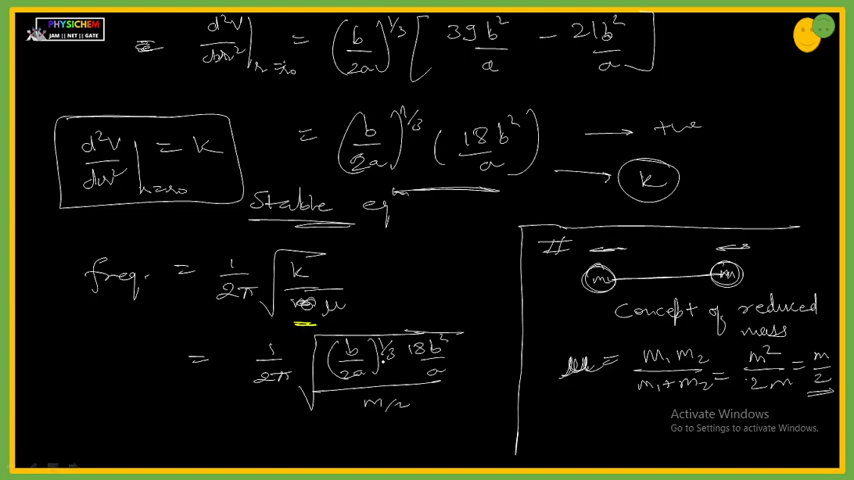 PHYSICHEM
JAM || NET || GATE
= d²V/dr² |r=r₀ = (b/2a)^1/3 [ 39b²/a − 21b²/a ]
d²V/dr² |r=r₀ = k
= (b/2a)^1/3 (18b²/a) → +ve
→ k
Stable eq
freq. = 1/2π √(k/μ)
= 1/2π √((b/2a)^1/3 18b²/a / m/2)
#
m m
Concept of reduced
mass
μ = m₁m₂/m₁+m₂ = m²/2m = m/2
Activate Windows
Go to Settings to activate Windows.